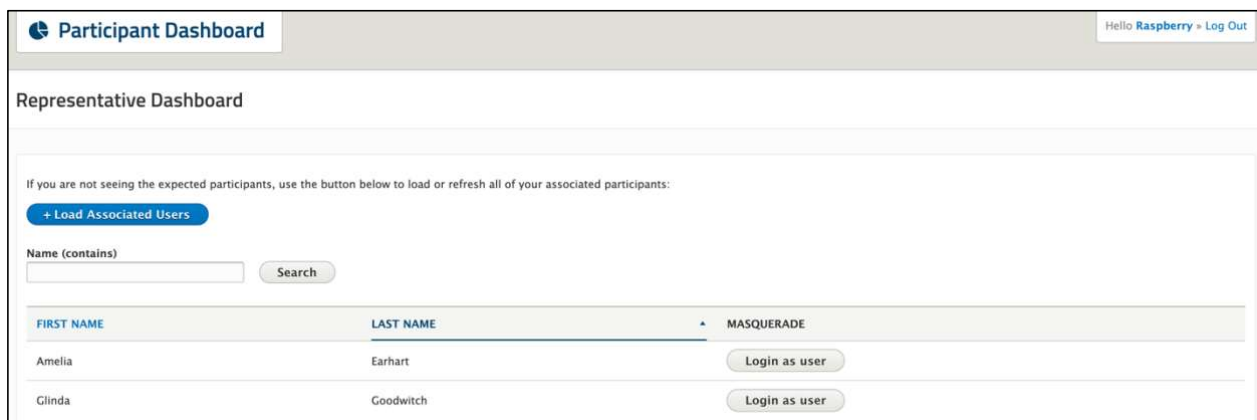 Participant Dashboard
Hello Raspberry » Log Out
Representative Dashboard
If you are not seeing the expected participants, use the button below to load or refresh all of your associated participants:
+ Load Associated Users
Name (contains)
Search
FIRST NAME LAST NAME MASQUERADE
Amelia Earhart Login as user
Glinda Goodwitch Login as user